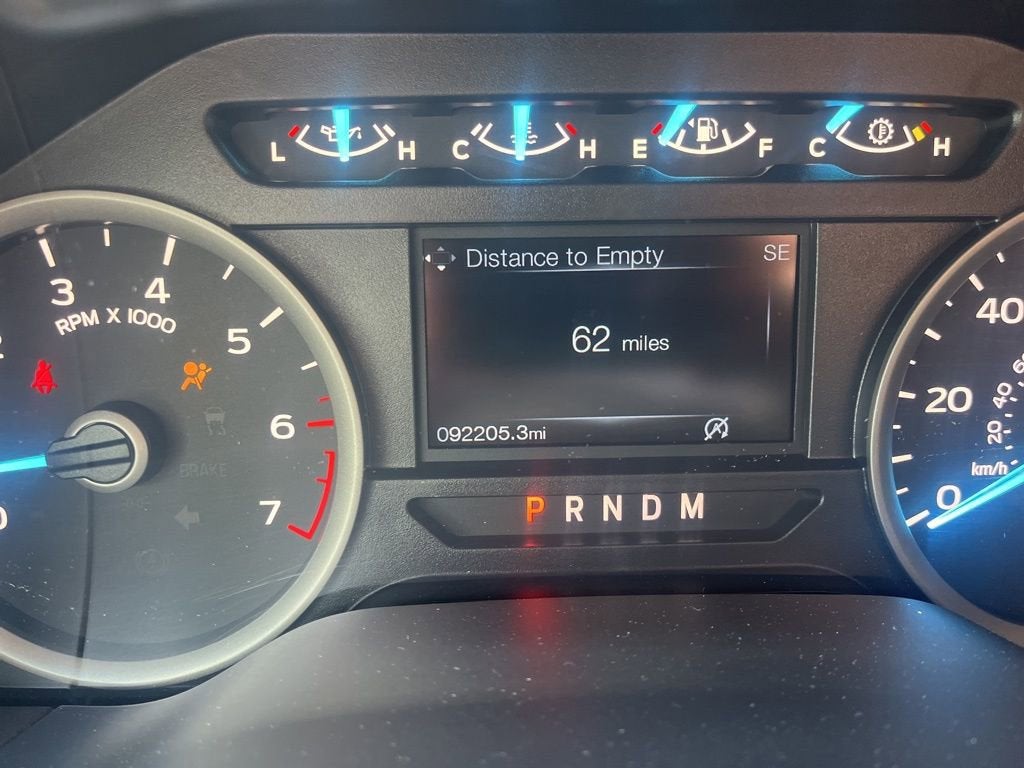 L H C H E F C H
Distance to Empty SE
62 miles
092205.3mi
P R N D M
3 4 5 6 7
RPM X 1000
BRAKE
0 20 40
20 40
km/h